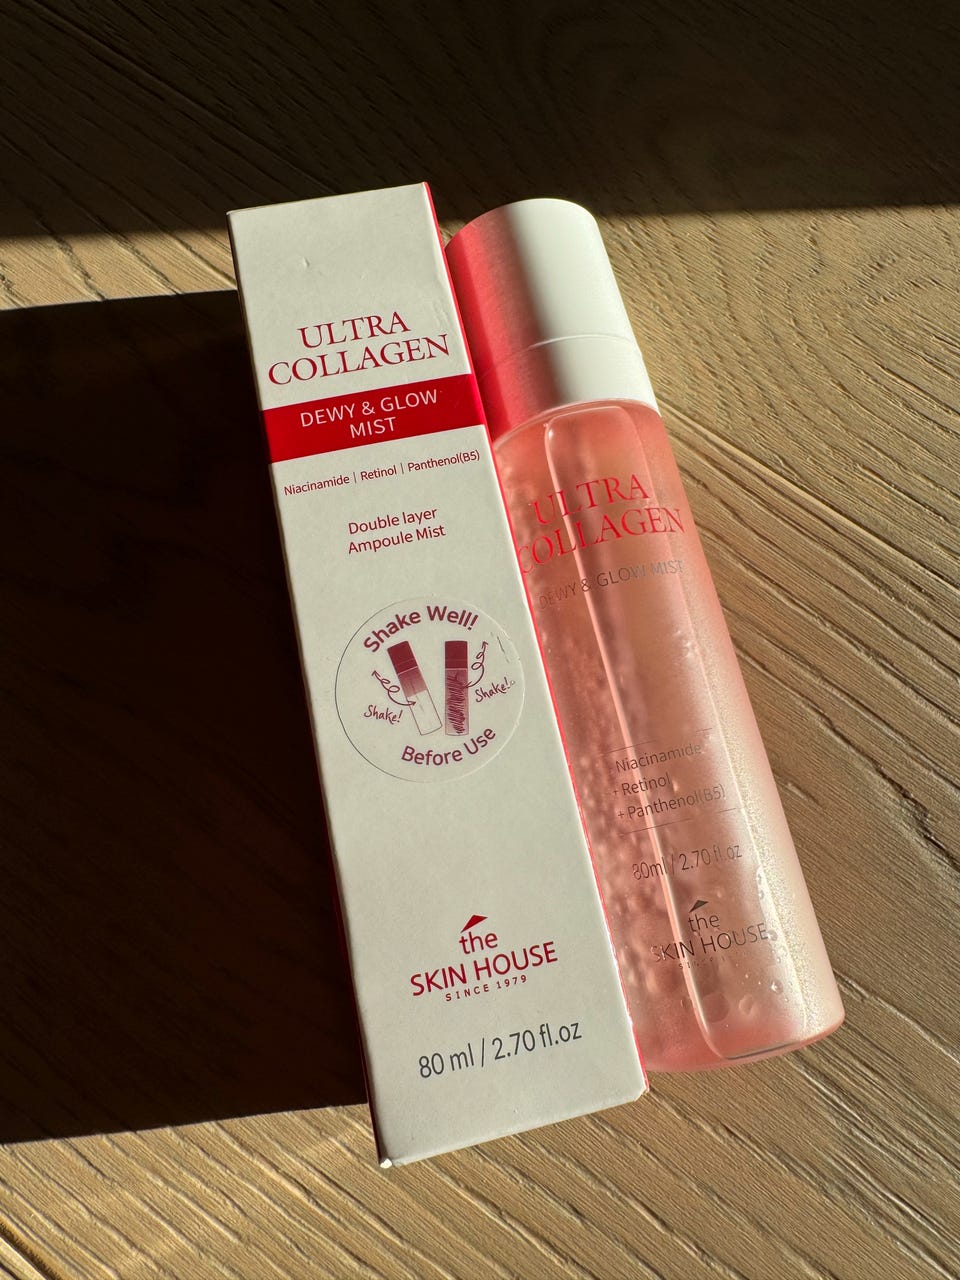 ULTRA
COLLAGEN
DEWY & GLOW
MIST
Niacinamide | Retinol | Panthenol(B5)
Double layer
Ampoule Mist
Shake Well!
Shake!
Shake!
Before Use
the
SKIN HOUSE
SINCE 1979
80 ml / 2.70 fl.oz
ULTRA
COLLAGEN
DEWY & GLOW MIST
Niacinamide
+ Retinol
+ Panthenol(B5)
80ml / 2.70 fl.oz
the
SKIN HOUSE